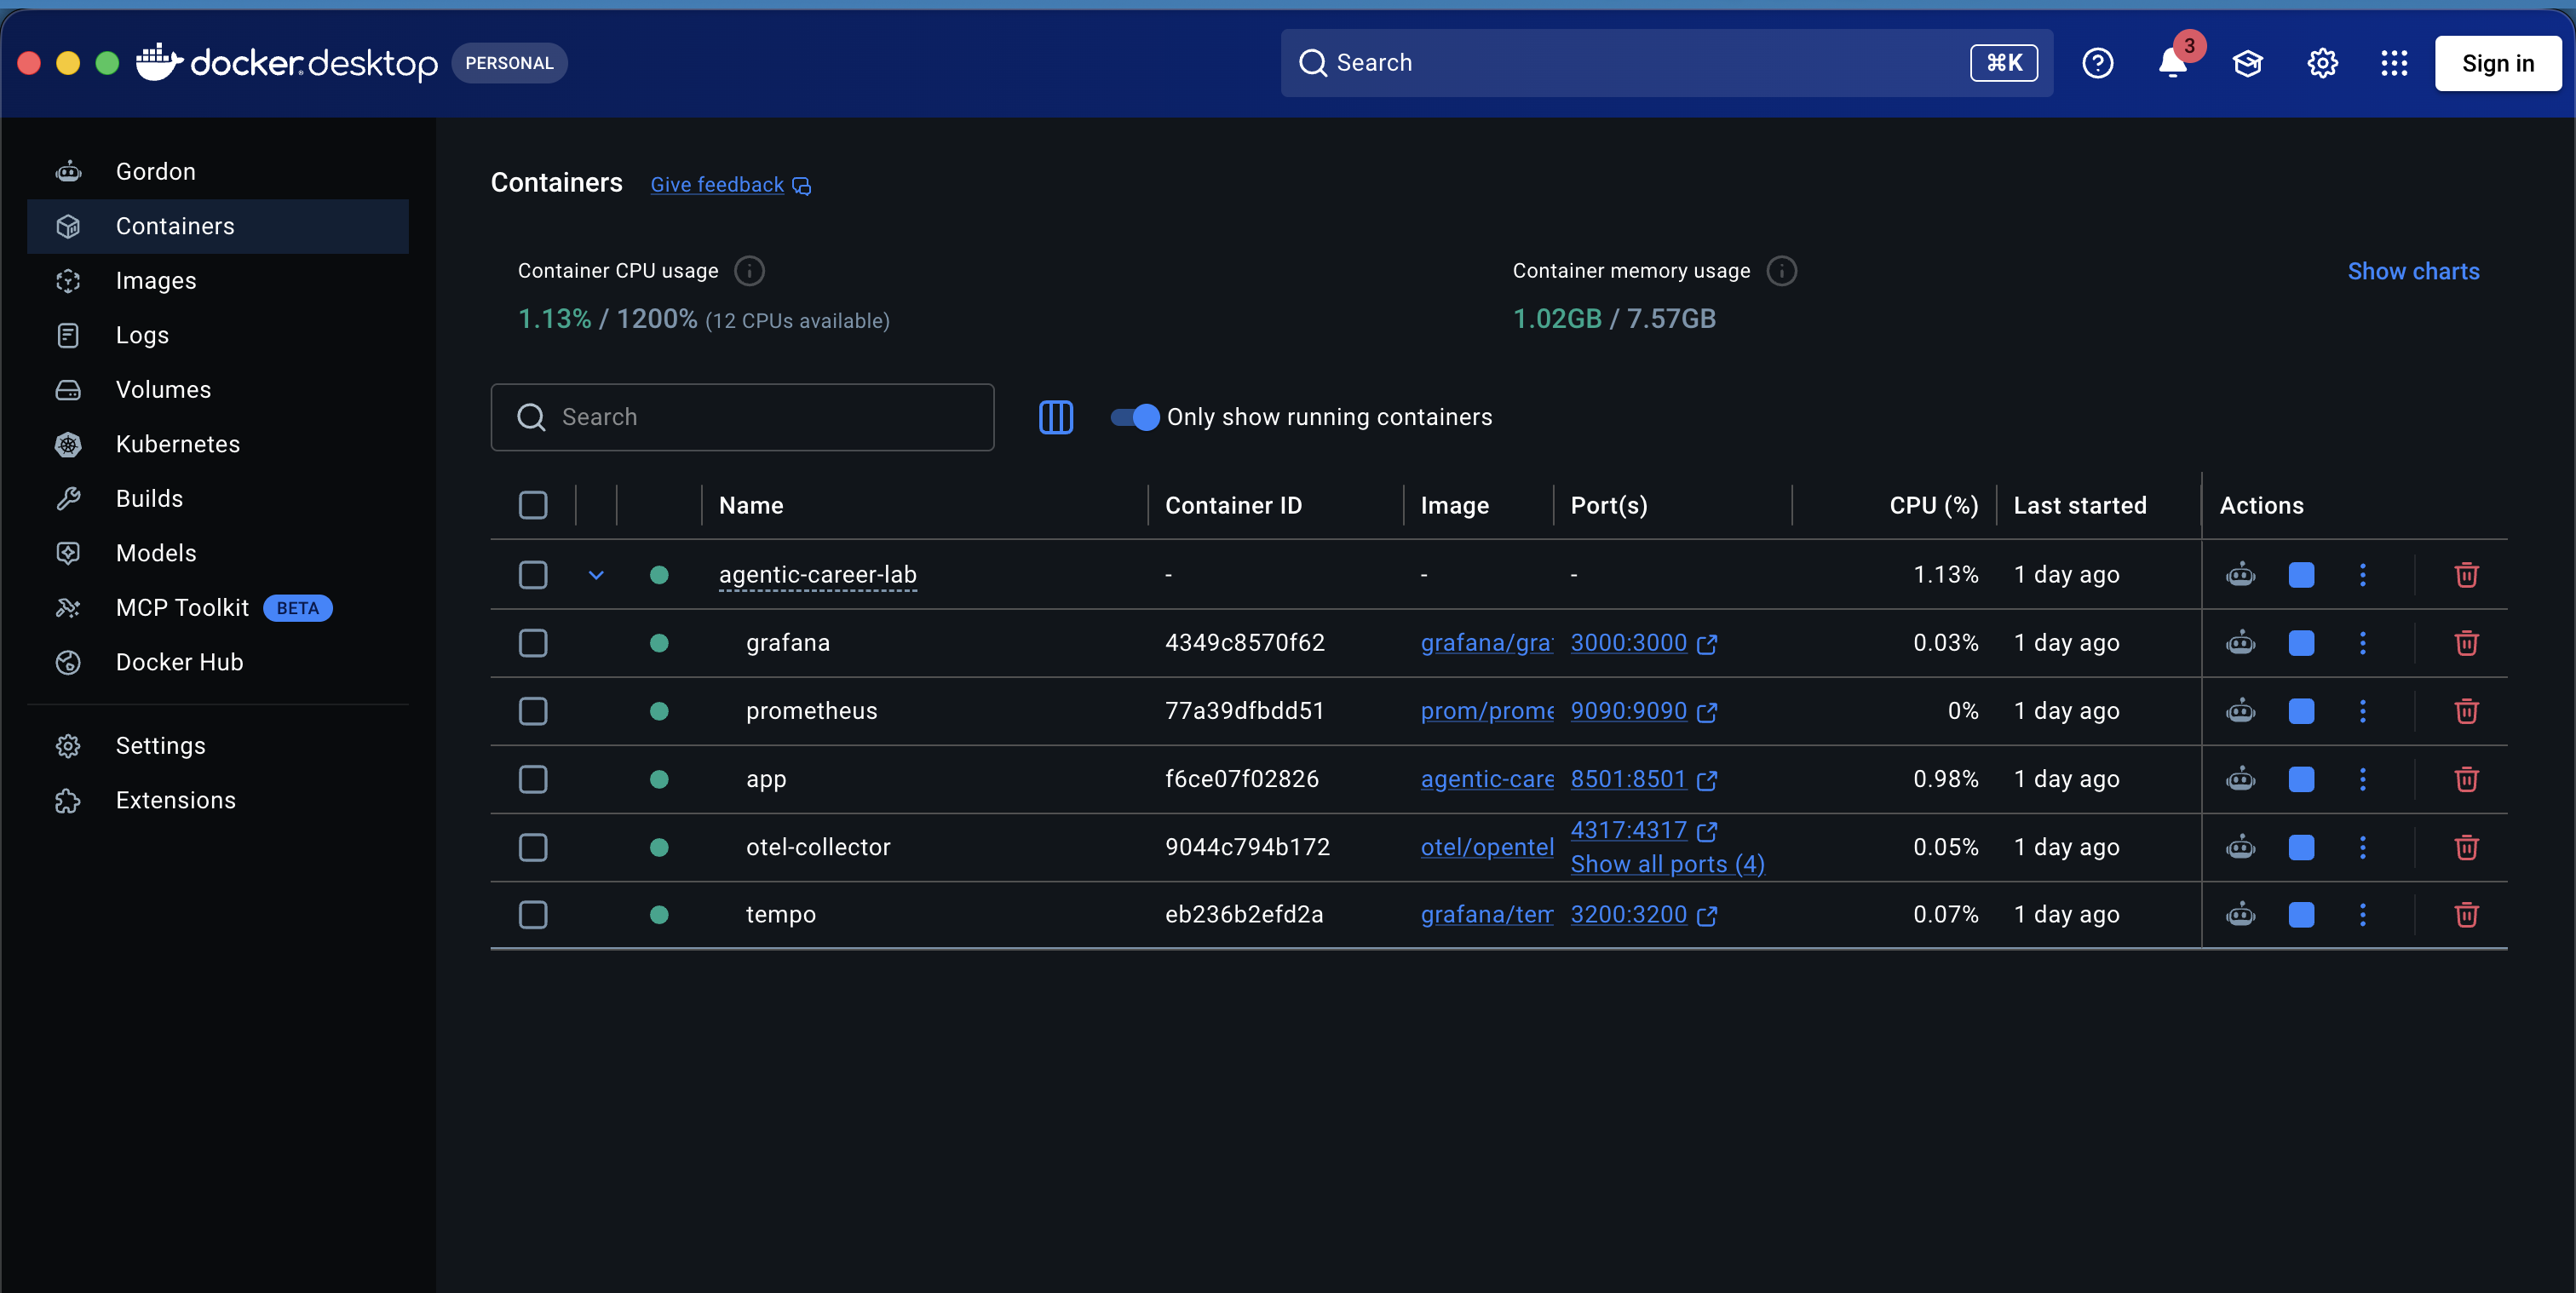 docker desktop PERSONAL
Search
⌘K
3
Sign in
Gordon
Containers
Images
Logs
Volumes
Kubernetes
Builds
Models
MCP Toolkit BETA
Docker Hub
Settings
Extensions
Containers Give feedback
Container CPU usage
1.13% / 1200% (12 CPUs available)
Container memory usage
1.02GB / 7.57GB
Show charts
Search
Only show running containers
Name Container ID Image Port(s) CPU (%) Last started Actions
agentic-career-lab - - - 1.13% 1 day ago
grafana 4349c8570f62 grafana/gra 3000:3000 0.03% 1 day ago
prometheus 77a39dfbdd51 prom/prome 9090:9090 0% 1 day ago
app f6ce07f02826 agentic-care 8501:8501 0.98% 1 day ago
otel-collector 9044c794b172 otel/opentel 4317:4317 0.05% 1 day ago
Show all ports (4)
tempo eb236b2efd2a grafana/tem 3200:3200 0.07% 1 day ago